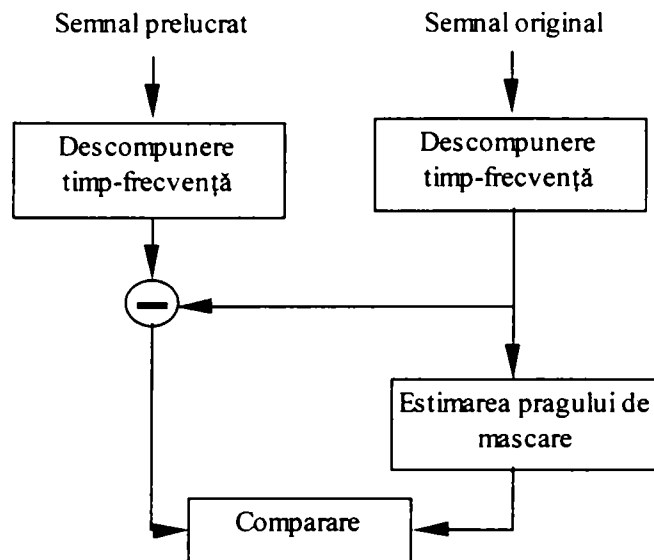 Semnal prelucrat
Semnal original
Descompunere
timp-frecvență
Descompunere
timp-frecvență
Estimarea pragului de
mascare
Comparare